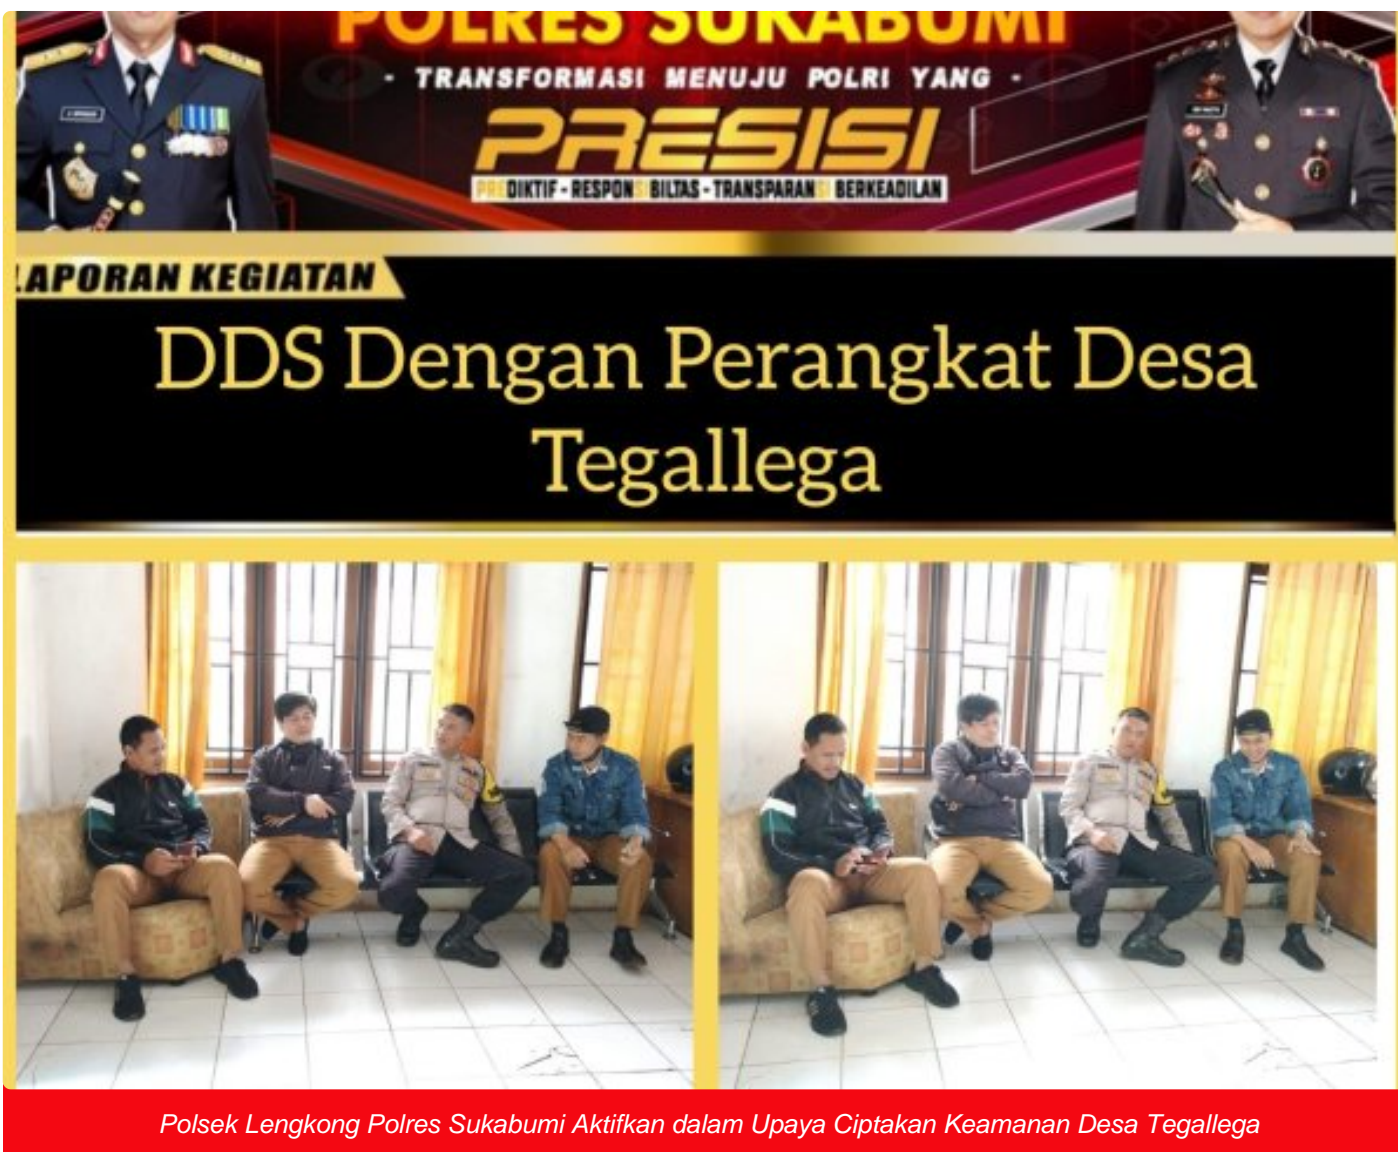 POLRES SUKABUMI
- TRANSFORMASI MENUJU POLRI YANG -
PRESISI
PREDIKTIF - RESPONSIBILTAS - TRANSPARANSI BERKEADILAN
LAPORAN KEGIATAN
DDS Dengan Perangkat Desa
Tegallega
Polsek Lengkong Polres Sukabumi Aktifkan dalam Upaya Ciptakan Keamanan Desa Tegallega